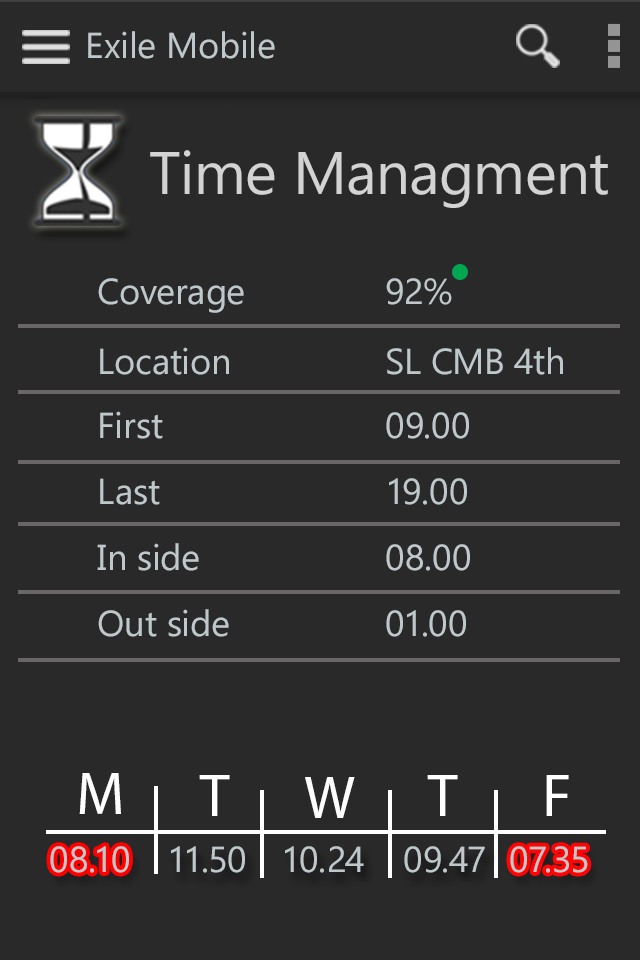 Exile Mobile
Time Managment
Coverage 92%
Location SL CMB 4th
First 09.00
Last 19.00
In side 08.00
Out side 01.00
M T W T F
08.10 11.50 10.24 09.47 07.35